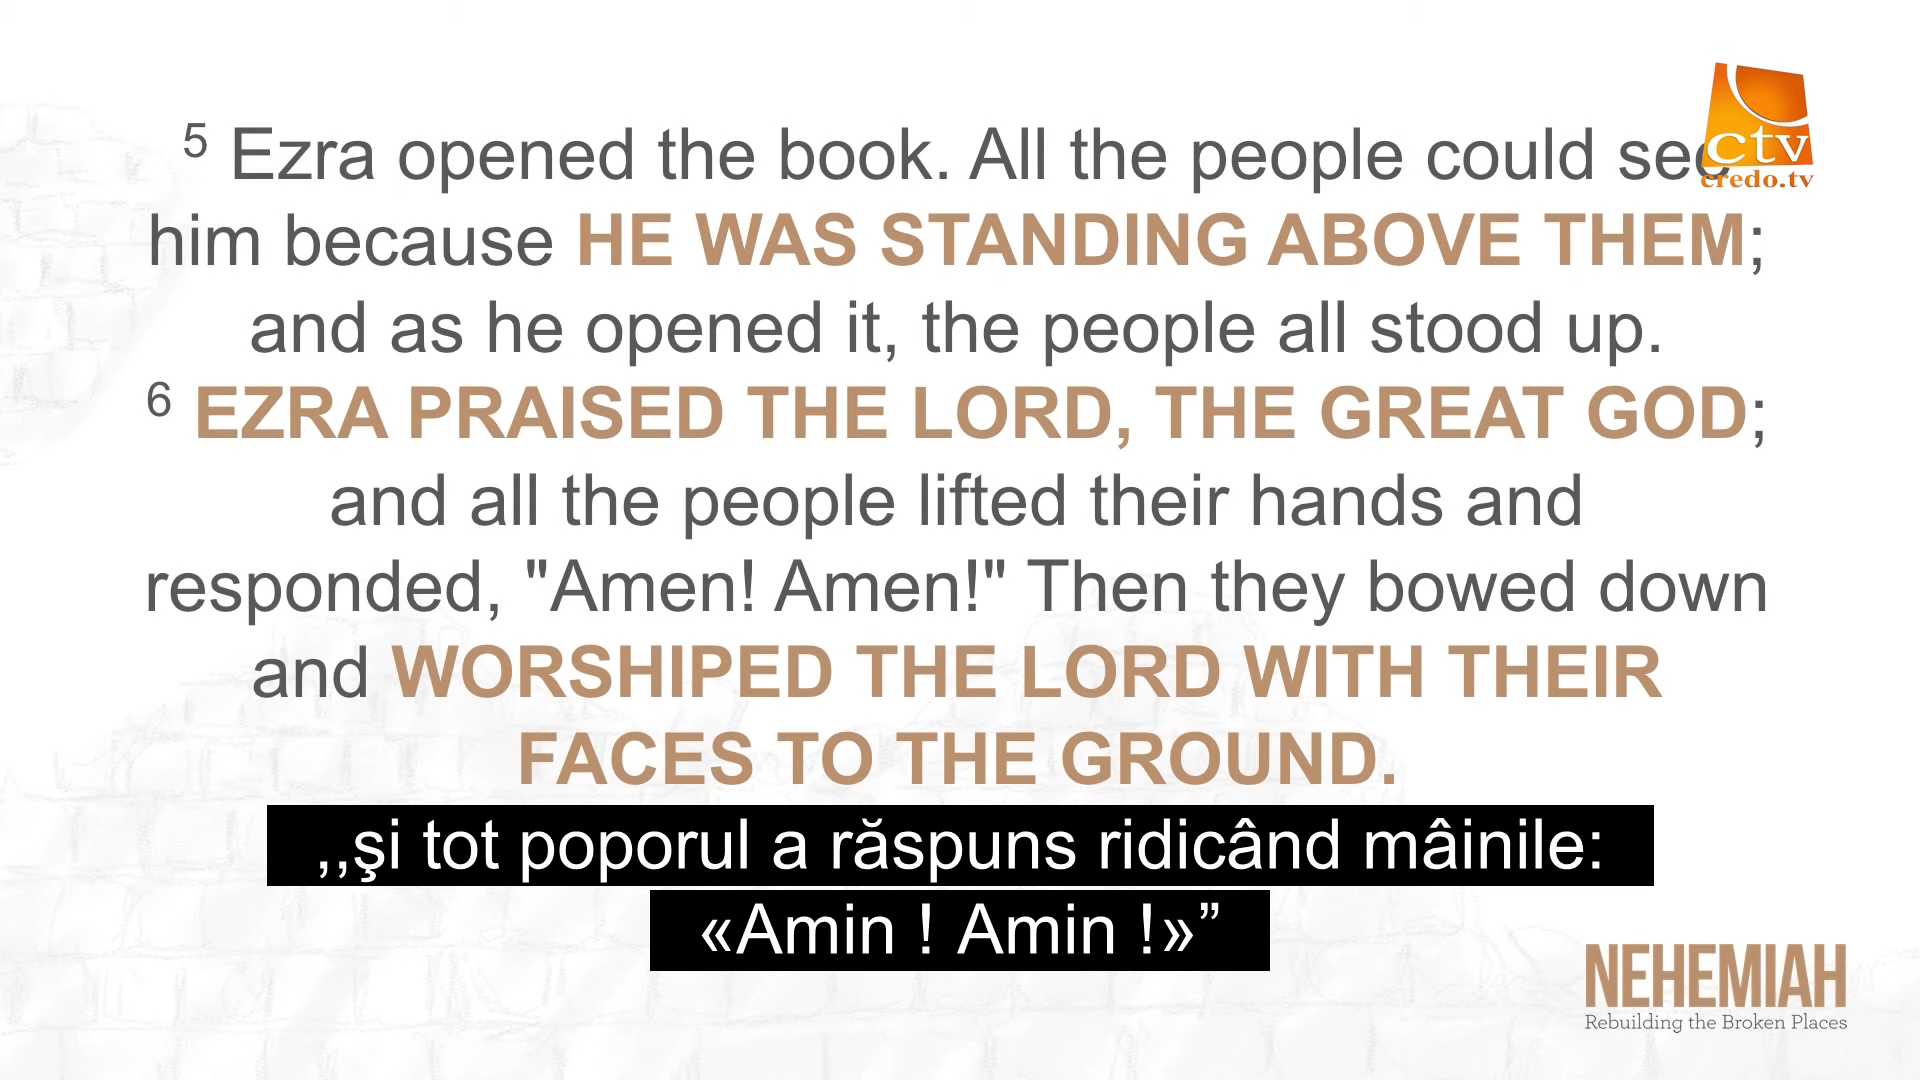 5 Ezra opened the book. All the people could see
him because HE WAS STANDING ABOVE THEM;
and as he opened it, the people all stood up.
6 EZRA PRAISED THE LORD, THE GREAT GOD;
and all the people lifted their hands and
responded, "Amen! Amen!" Then they bowed down
and WORSHIPED THE LORD WITH THEIR
FACES TO THE GROUND.
,,şi tot poporul a răspuns ridicând mâinile:
«Amin ! Amin !»”
ctv
credo.tv
NEHEMIAH
Rebuilding the Broken Places